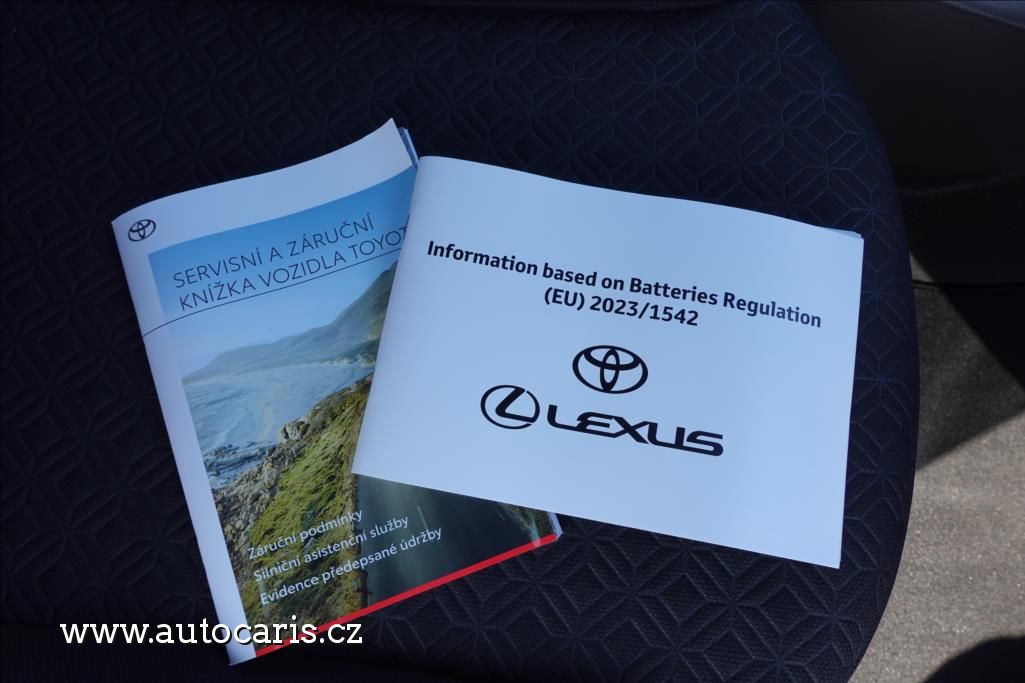 SERVISNÍ A ZÁRUČNÍ
KNÍŽKA VOZIDLA
Záruční podmínky
Silniční asistenční služby
Evidence předepsané údržby
Information based on Batteries Regulation
(EU) 2023/1542
LEXUS
www.autocaris.cz